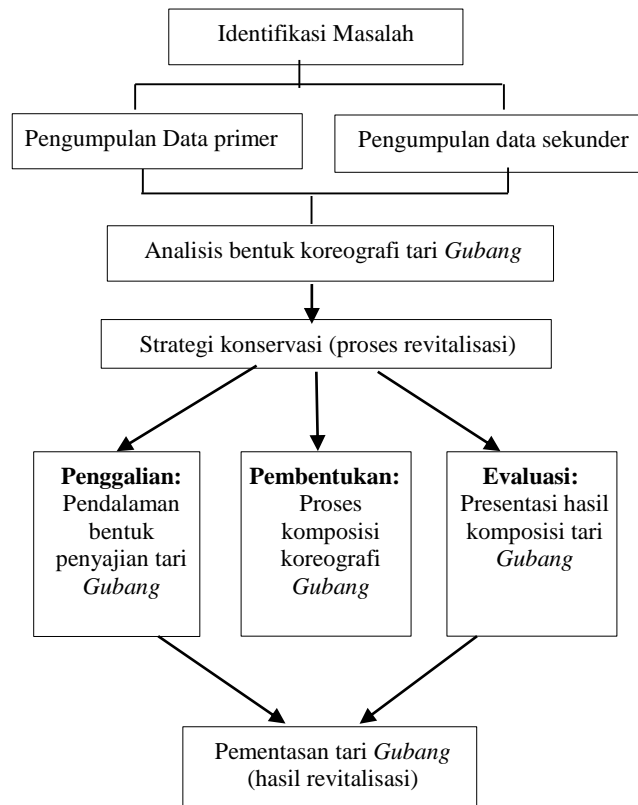 Identifikasi Masalah
Pengumpulan Data primer
Pengumpulan data sekunder
Analisis bentuk koreografi tari Gubang
Strategi konservasi (proses revitalisasi)
Penggalian:
Pendalaman
bentuk
penyajian tari
Gubang
Pembentukan:
Proses
komposisi
koreografi
Gubang
Evaluasi:
Presentasi hasil
komposisi tari
Gubang
Pementasan tari Gubang
(hasil revitalisasi)